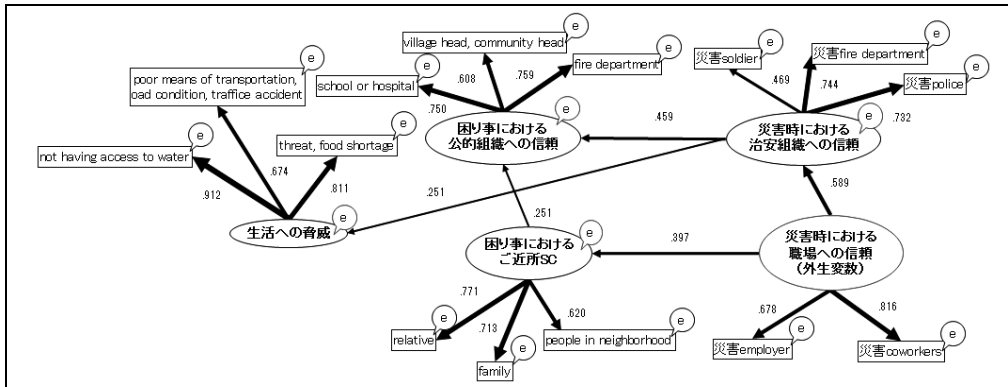 e
village head, community head
e
e
e
災害soldier
災害fire department
e
e
poor means of transportation,
oad condition, traffice accident
school or hospital
e
fire department
災害police
.608
.759
.469
.744
.750
.732
困り事における
公的組織への信頼
e
.459
災害時における
治安組織への信頼
e
not having access to water
e
threat, food shortage
e
.912
.674
.811
.251
.589
生活への脅威
e
.251
困り事における
ご近所SC
e
.397
災害時における
職場への信頼
(外生変数)
.771
.713
.620
.678
.816
relative
e
people in neighborhood
e
災害employer
e
災害coworkers
e
family
e